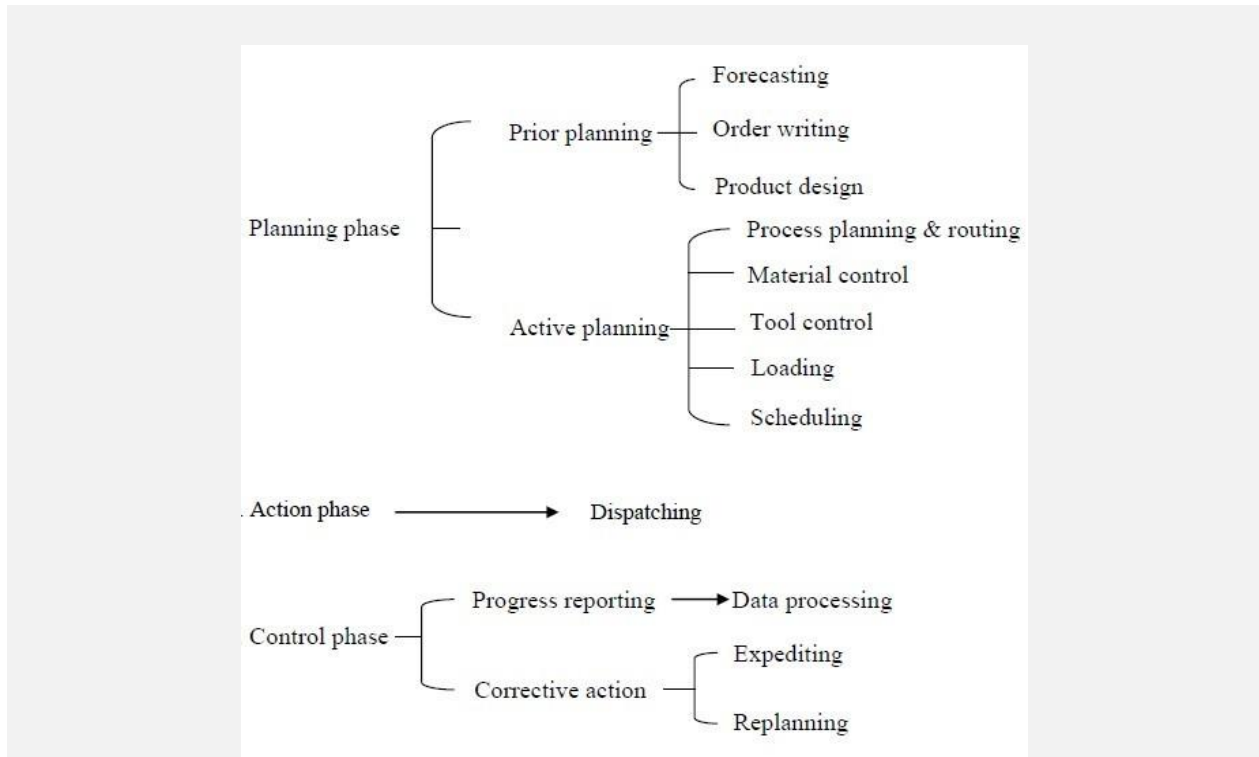 Forecasting
Prior planning
Order writing
Product design
Planning phase
Process planning & routing
Material control
Active planning
Tool control
Loading
Scheduling
. Action phase
Dispatching
Progress reporting
Data processing
Control phase
Expediting
Corrective action
Replanning